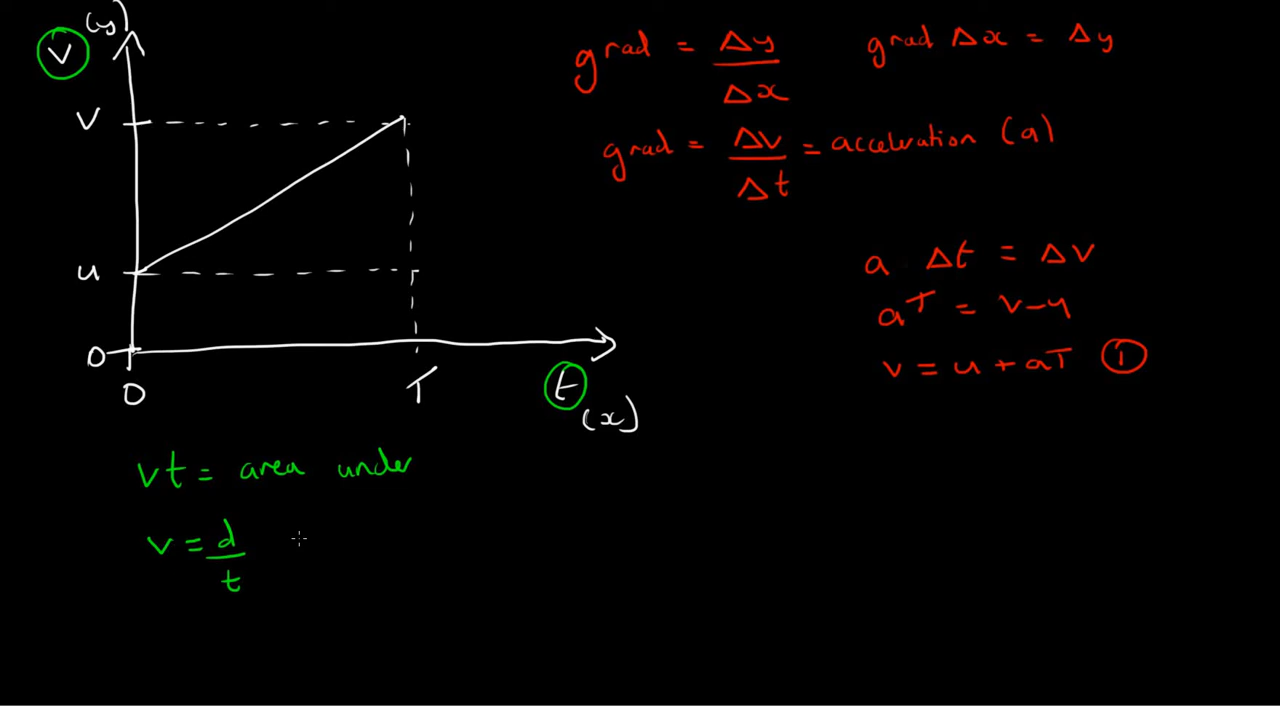 (y)
V
V
u
0
0 T t
(x)
grad = Δy/Δx grad Δx = Δy
grad = Δv/Δt = accelvation (a)
a Δt = Δv
aT = v-u
v = u + aT ①
vt = area under
v = d/t